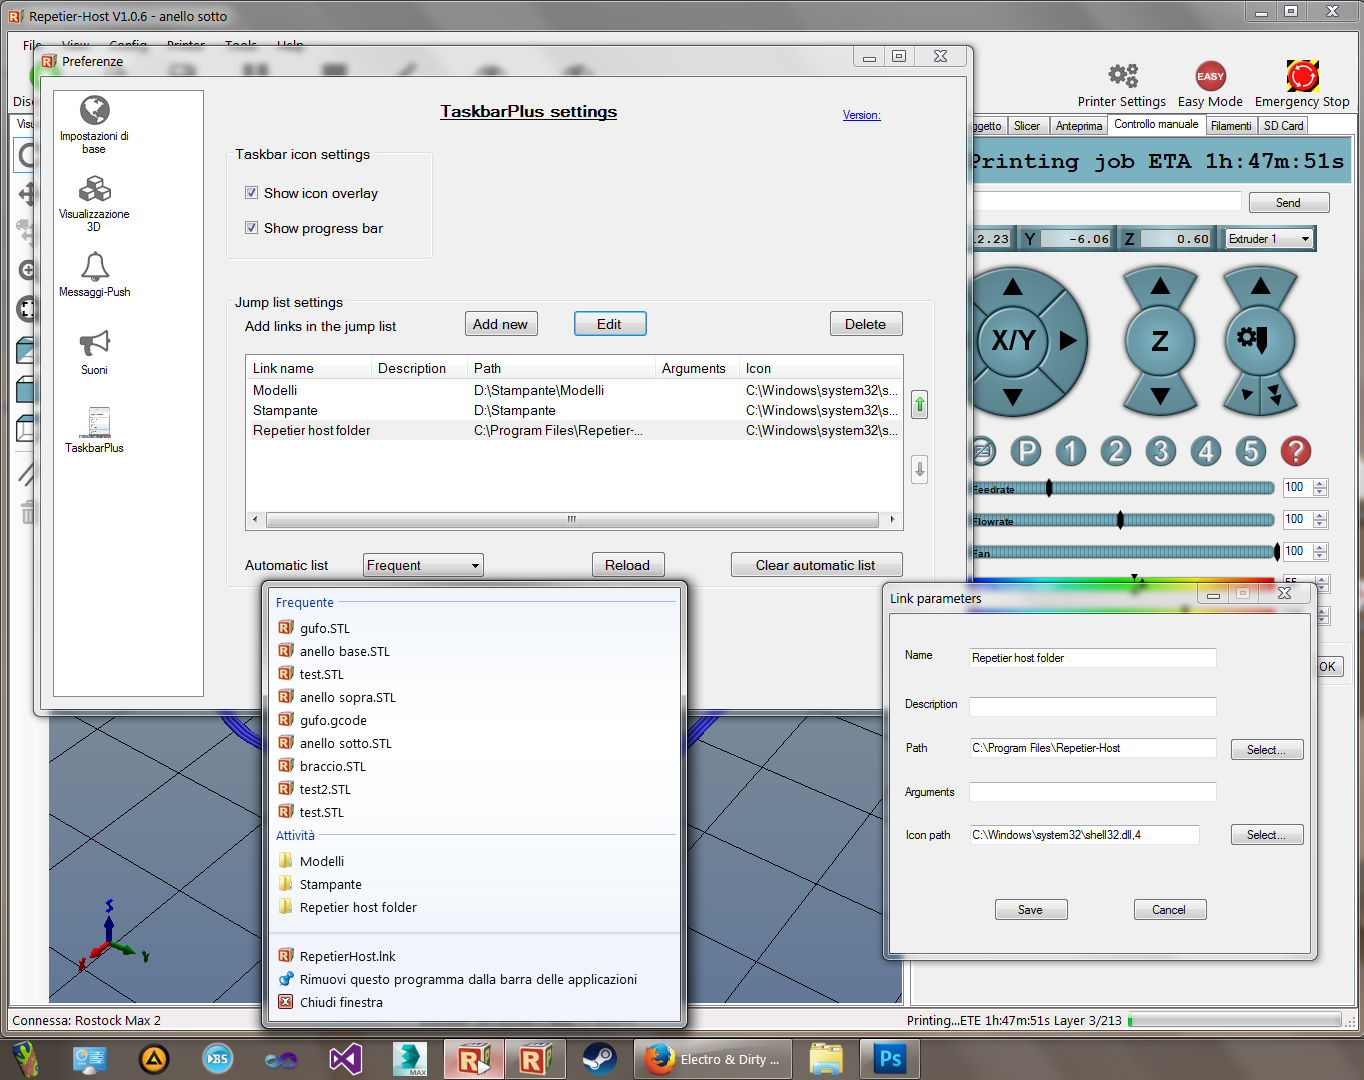 Repetier-Host V1.0.6 - anello sotto
File View Config Printer Tools Help
Preferenze
Printer Settings
Easy Mode
Emergency Stop
EASY
Impostazioni di
base
Visualizzazione
3D
Messaggi-Push
Suoni
TaskbarPlus
TaskbarPlus settings
Version:
Taskbar icon settings
Show icon overlay
Show progress bar
Jump list settings
Add links in the jump list
Add new
Edit
Delete
Link name Description Path Arguments Icon
Modelli D:\Stampante\Modelli C:\Windows\system32\s...
Stampante D:\Stampante C:\Windows\system32\s...
Repetier host folder C:\Program Files\Repetier-... C:\Windows\system32\s...
Automatic list
Frequent
Reload
Clear automatic list
ggetto Slicer Anteprima Controllo manuale Filamenti SD Card
Printing job ETA 1h:47m:51s
Send
2.23 Y -6.06 Z 0.60 Extruder 1
X/Y
Z
P 1 2 3 4 5 ?
Feedrate 100
Flowrate 100
Fan 100
OK
Frequente
gufo.STL
anello base.STL
test.STL
anello sopra.STL
gufo.gcode
anello sotto.STL
braccio.STL
test2.STL
test.STL
Attività
Modelli
Stampante
Repetier host folder
RepetierHost.lnk
Rimuovi questo programma dalla barra delle applicazioni
Chiudi finestra
Link parameters
Name Repetier host folder
Description
Path C:\Program Files\Repetier-Host Select...
Arguments
Icon path C:\Windows\system32\shell32.dll,4 Select...
Save
Cancel
Connessa: Rostock Max 2
Printing...ETE 1h:47m:51s Layer 3/213
BS
MAX
Electro & Dirty ...
Ps